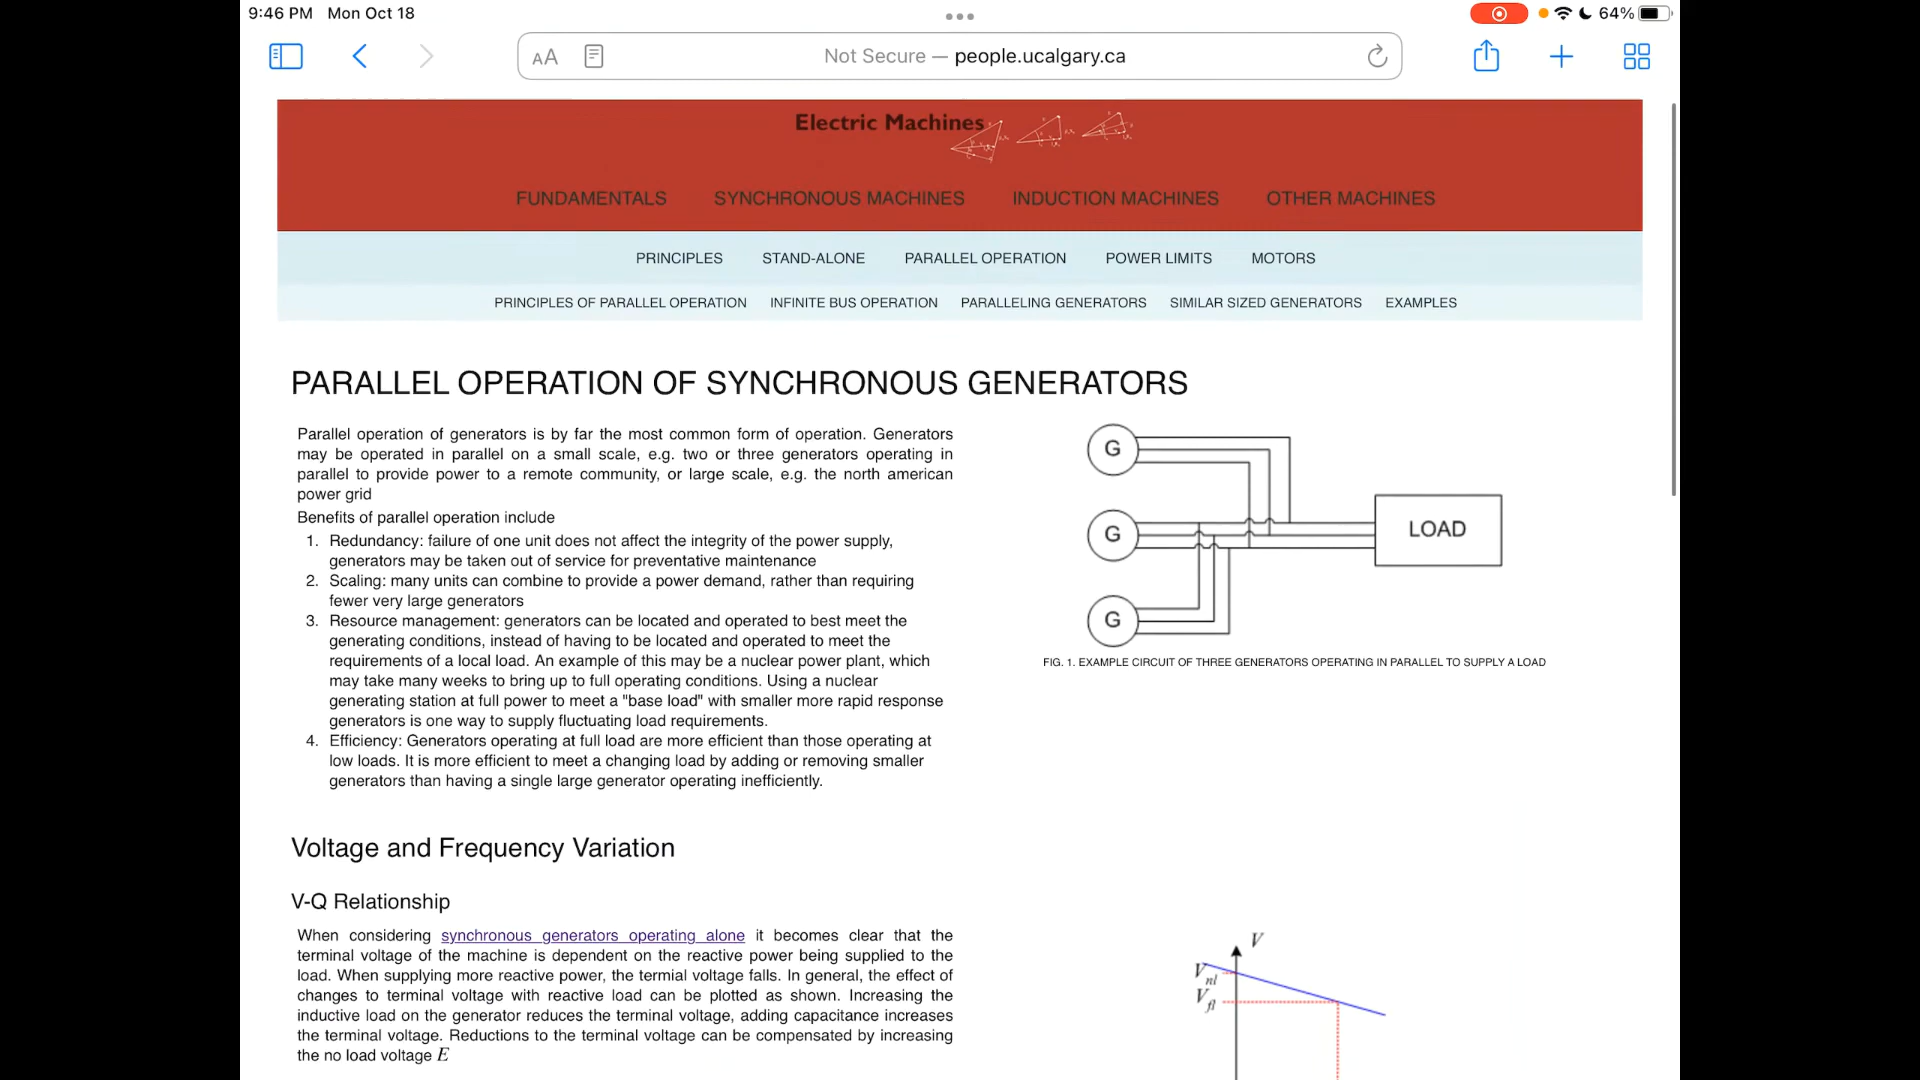 9:46 PM Mon Oct 18
64%
AA
Not Secure — people.ucalgary.ca
Electric Machines
FUNDAMENTALS SYNCHRONOUS MACHINES INDUCTION MACHINES OTHER MACHINES
PRINCIPLES STAND-ALONE PARALLEL OPERATION POWER LIMITS MOTORS
PRINCIPLES OF PARALLEL OPERATION INFINITE BUS OPERATION PARALLELING GENERATORS SIMILAR SIZED GENERATORS EXAMPLES
PARALLEL OPERATION OF SYNCHRONOUS GENERATORS
Parallel operation of generators is by far the most common form of operation. Generators
may be operated in parallel on a small scale, e.g. two or three generators operating in
parallel to provide power to a remote community, or large scale, e.g. the north american
power grid
Benefits of parallel operation include
1. Redundancy: failure of one unit does not affect the integrity of the power supply,
generators may be taken out of service for preventative maintenance
2. Scaling: many units can combine to provide a power demand, rather than requiring
fewer very large generators
3. Resource management: generators can be located and operated to best meet the
generating conditions, instead of having to be located and operated to meet the
requirements of a local load. An example of this may be a nuclear power plant, which
may take many weeks to bring up to full operating conditions. Using a nuclear
generating station at full power to meet a "base load" with smaller more rapid response
generators is one way to supply fluctuating load requirements.
4. Efficiency: Generators operating at full load are more efficient than those operating at
low loads. It is more efficient to meet a changing load by adding or removing smaller
generators than having a single large generator operating inefficiently.
G
G
G
LOAD
FIG. 1. EXAMPLE CIRCUIT OF THREE GENERATORS OPERATING IN PARALLEL TO SUPPLY A LOAD
Voltage and Frequency Variation
V-Q Relationship
When considering synchronous generators operating alone it becomes clear that the
terminal voltage of the machine is dependent on the reactive power being supplied to the
load. When supplying more reactive power, the termial voltage falls. In general, the effect of
changes to terminal voltage with reactive load can be plotted as shown. Increasing the
inductive load on the generator reduces the terminal voltage, adding capacitance increases
the terminal voltage. Reductions to the terminal voltage can be compensated by increasing
the no load voltage E
V
Vnl
Vfl